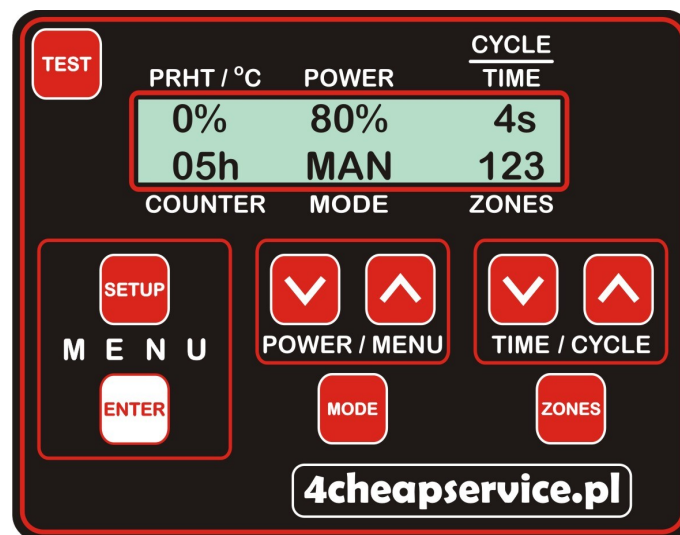 TEST
CYCLE
PRHT / °C POWER TIME
0% 80% 4s
05h MAN 123
COUNTER MODE ZONES
SETUP
MENU
POWER / MENU TIME / CYCLE
ENTER MODE ZONES
4cheapservice.pl